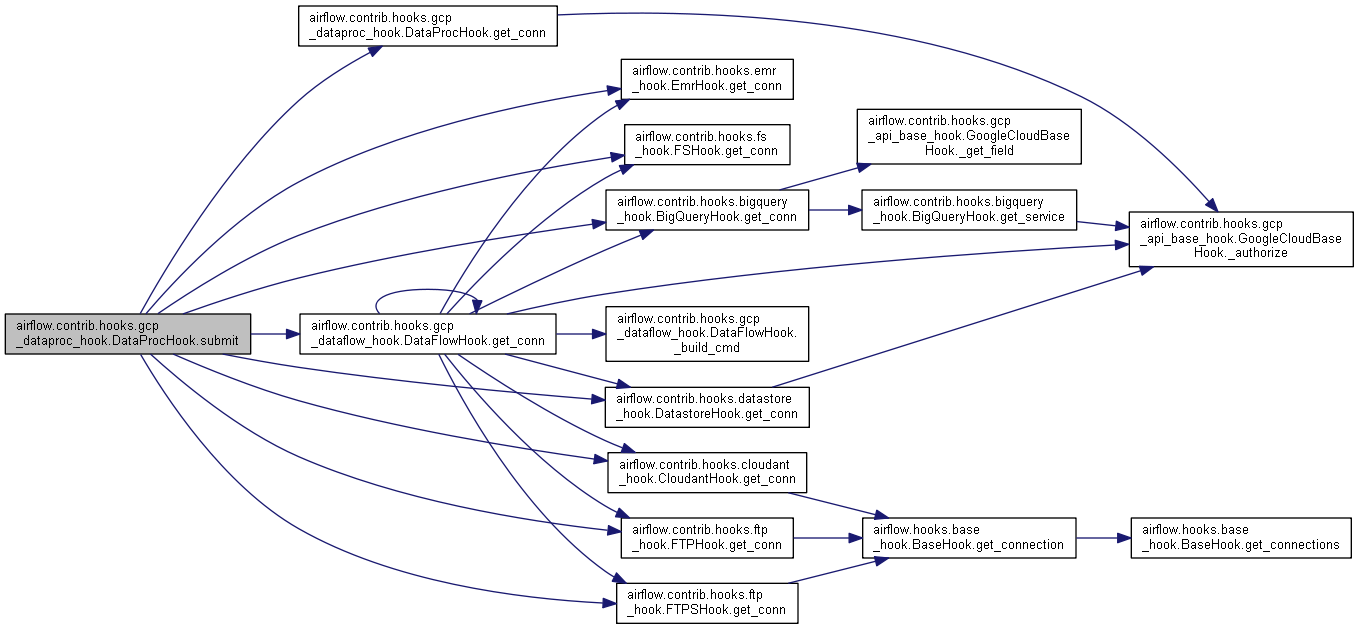 airflow.contrib.hooks.gcp
_dataproc_hook.DataProcHook.get_conn
airflow.contrib.hooks.emr
_hook.EmrHook.get_conn
airflow.contrib.hooks.fs
_hook.FSHook.get_conn
airflow.contrib.hooks.gcp
_api_base_hook.GoogleCloudBase
Hook._get_field
airflow.contrib.hooks.bigquery
_hook.BigQueryHook.get_conn
airflow.contrib.hooks.bigquery
_hook.BigQueryHook.get_service
airflow.contrib.hooks.gcp
_api_base_hook.GoogleCloudBase
Hook._authorize
airflow.contrib.hooks.gcp
_dataproc_hook.DataProcHook.submit
airflow.contrib.hooks.gcp
_dataflow_hook.DataFlowHook.get_conn
airflow.contrib.hooks.gcp
_dataflow_hook.DataFlowHook.
_build_cmd
airflow.contrib.hooks.datastore
_hook.DatastoreHook.get_conn
airflow.contrib.hooks.cloudant
_hook.CloudantHook.get_conn
airflow.contrib.hooks.ftp
_hook.FTPHook.get_conn
airflow.hooks.base
_hook.BaseHook.get_connection
airflow.hooks.base
_hook.BaseHook.get_connections
airflow.contrib.hooks.ftp
_hook.FTPSHook.get_conn